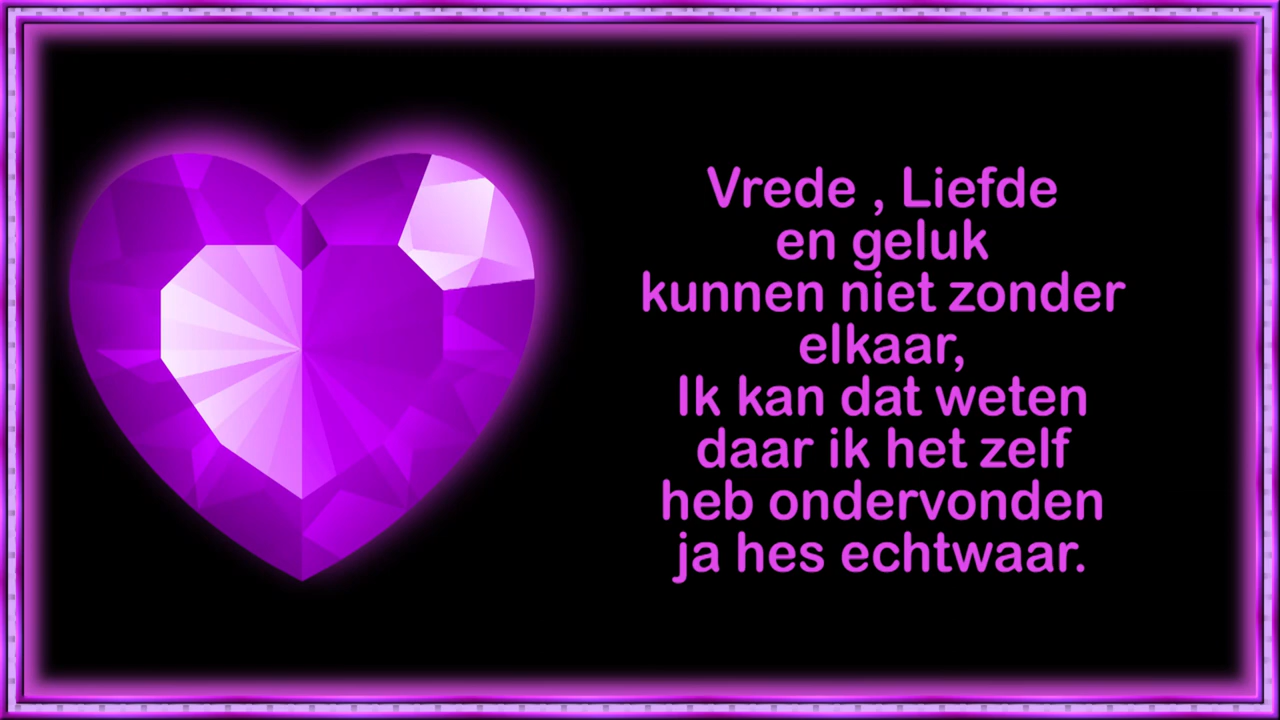 Vrede , Liefde
en geluk
kunnen niet zonder
elkaar,
Ik kan dat weten
daar ik het zelf
heb ondervonden
ja hes echtwaar.